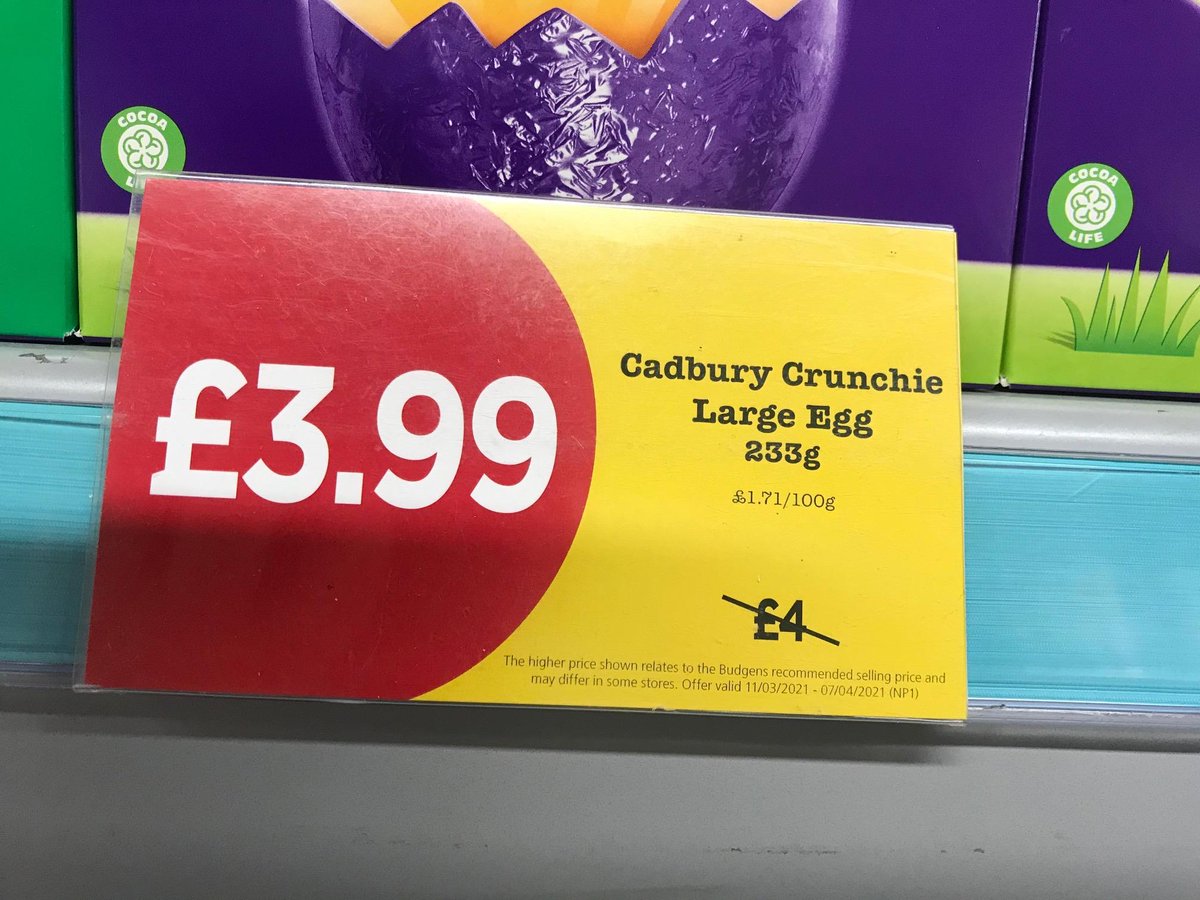 COCOA
COCOA
LIFE
£3.99
Cadbury Crunchie
Large Egg
233g
£1.71/100g
£4
The higher price shown relates to the Budgens recommended selling price and
may differ in some stores. Offer valid 11/03/2021 - 07/04/2021 (NP1)